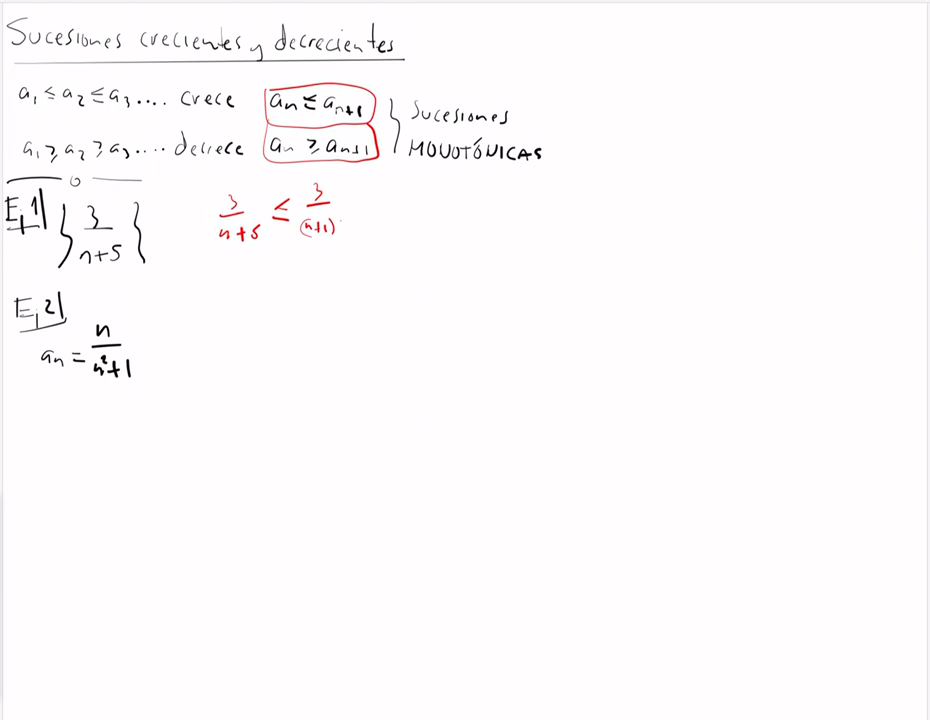 Sucesiones crecientes y decrecientes
a₁ ≤ a₂ ≤ a₃ .... crece aₙ ≤ aₙ₊₁ } Sucesiones
a₁ ≥ a₂ ≥ a₃ .... decrece aₙ ≥ aₙ₊₁ MONOTÓNICAS
Ej 1| { 3/(n+5) } 3/(n+5) ≤ 3/(n+1)
Ej 2|
aₙ = n/(n²+1)